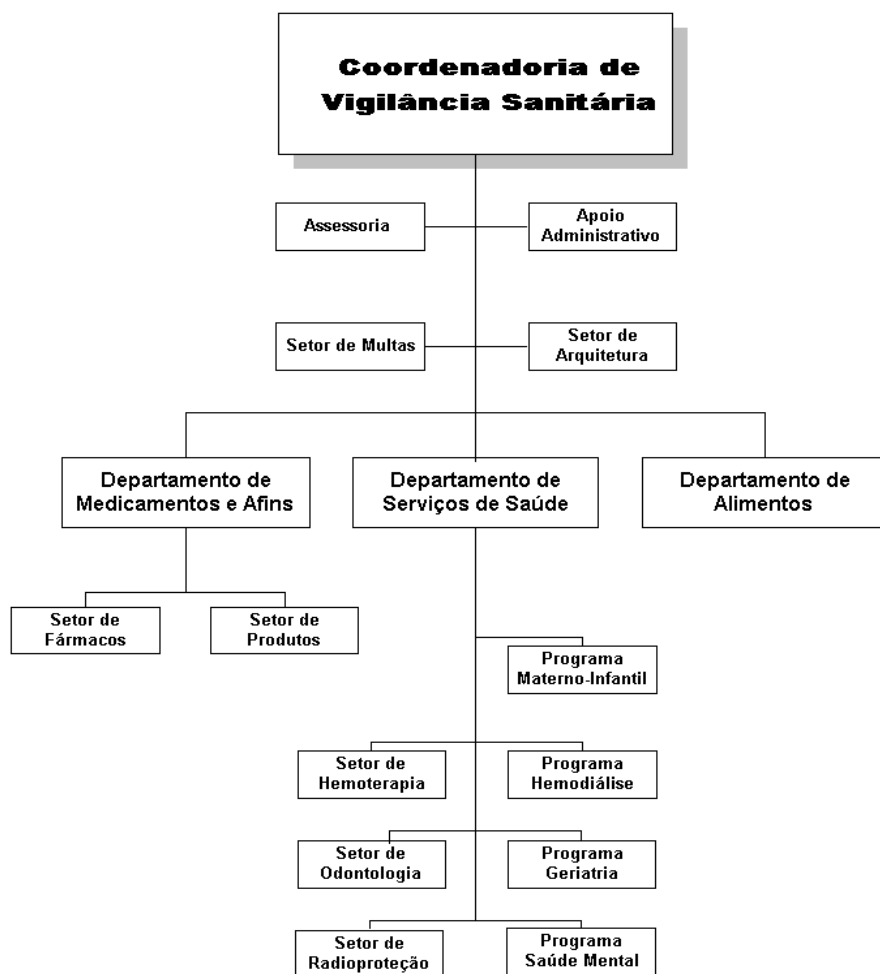 Coordenadoria de
Vigilância Sanitária
Assessoria
Apoio
Administrativo
Setor de Multas
Setor de
Arquitetura
Departamento de
Medicamentos e Afins
Departamento de
Serviços de Saúde
Departamento de
Alimentos
Setor de
Fármacos
Setor de
Produtos
Programa
Materno-Infantil
Setor de
Hemoterapia
Programa
Hemodiálise
Setor de
Odontologia
Programa
Geriatria
Setor de
Radioproteção
Programa
Saúde Mental